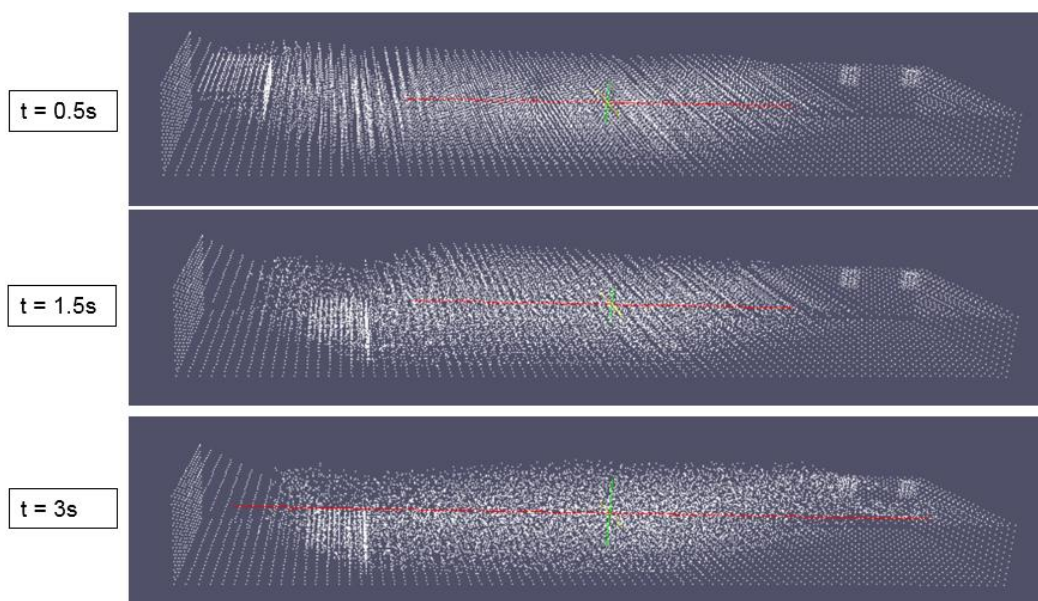 t = 0.5s
t = 1.5s
t = 3s